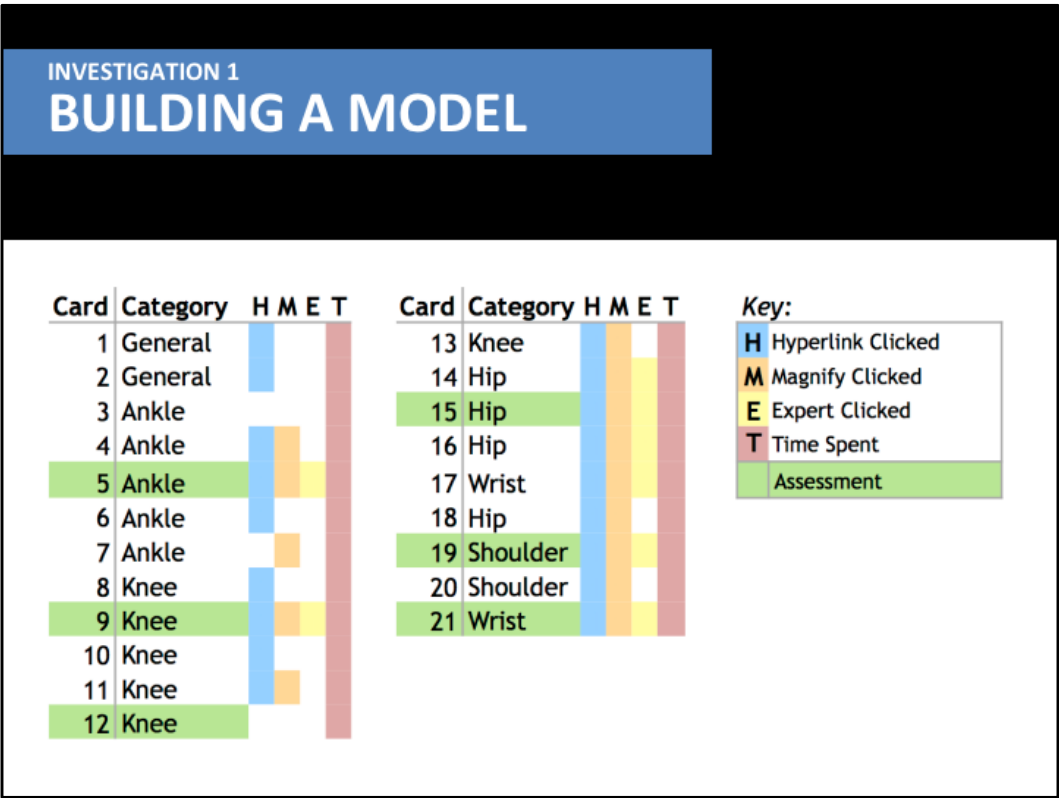 INVESTIGATION 1
BUILDING A MODEL
Card Category H M E T
1 General
2 General
3 Ankle
4 Ankle
5 Ankle
6 Ankle
7 Ankle
8 Knee
9 Knee
10 Knee
11 Knee
12 Knee
Card Category H M E T
13 Knee
14 Hip
15 Hip
16 Hip
17 Wrist
18 Hip
19 Shoulder
20 Shoulder
21 Wrist
Key:
H Hyperlink Clicked
M Magnify Clicked
E Expert Clicked
T Time Spent
Assessment